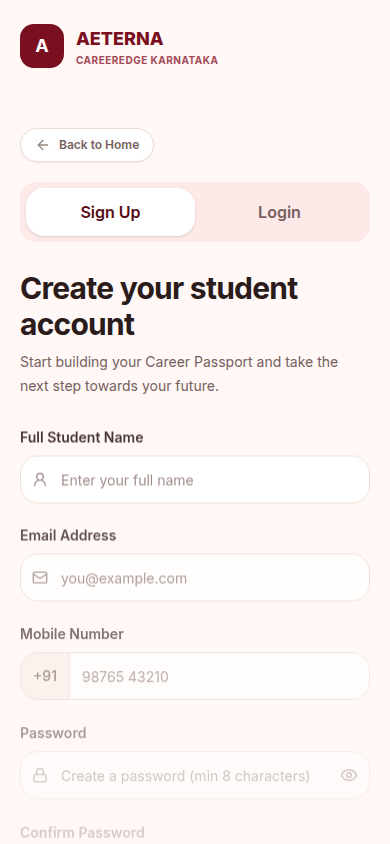 A
AETERNA
CAREEREDGE KARNATAKA
Back to Home
Sign Up
Login
Create your student
account
Start building your Career Passport and take the
next step towards your future.
Full Student Name
Enter your full name
Email Address
you@example.com
Mobile Number
+91
98765 43210
Password
Create a password (min 8 characters)
Confirm Password